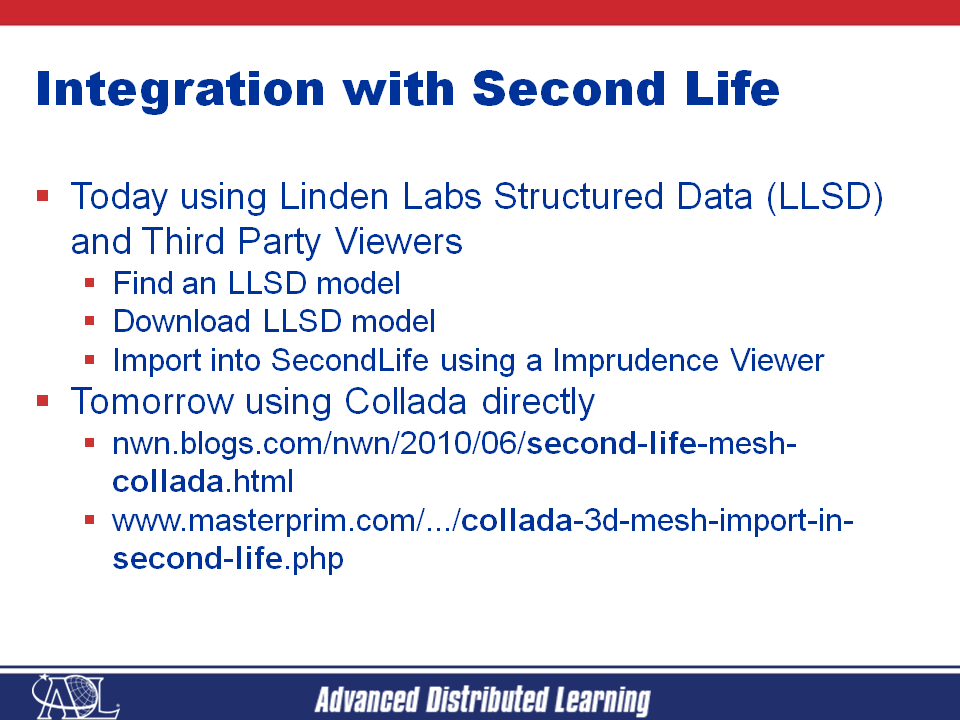 Integration with Second Life
Today using Linden Labs Structured Data (LLSD)
and Third Party Viewers
Find an LLSD model
Download LLSD model
Import into SecondLife using a Imprudence Viewer
Tomorrow using Collada directly
nwn.blogs.com/nwn/2010/06/second-life-mesh-
collada.html
www.masterprim.com/.../collada-3d-mesh-import-in-
second-life.php
ADL
Advanced Distributed Learning